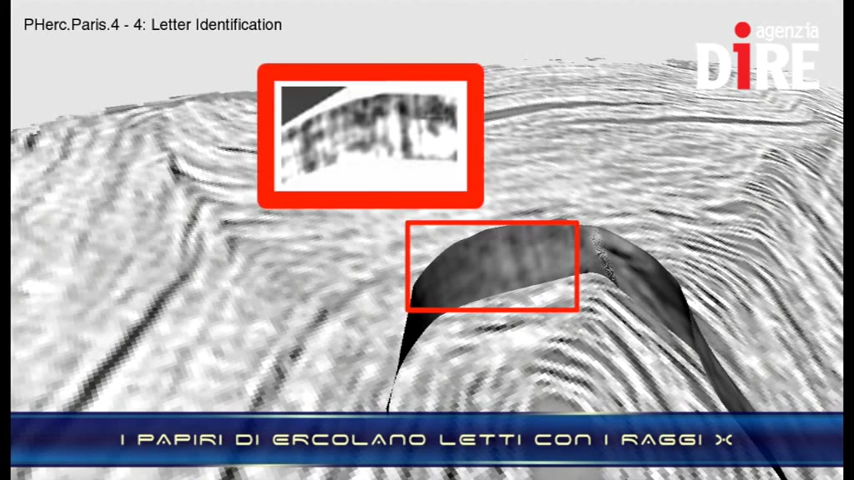 PHerc.Paris.4 - 4: Letter Identification
agenzia
DiRE
I PAPIRI DI ERCOLANO LETTI CON I RAGGI X